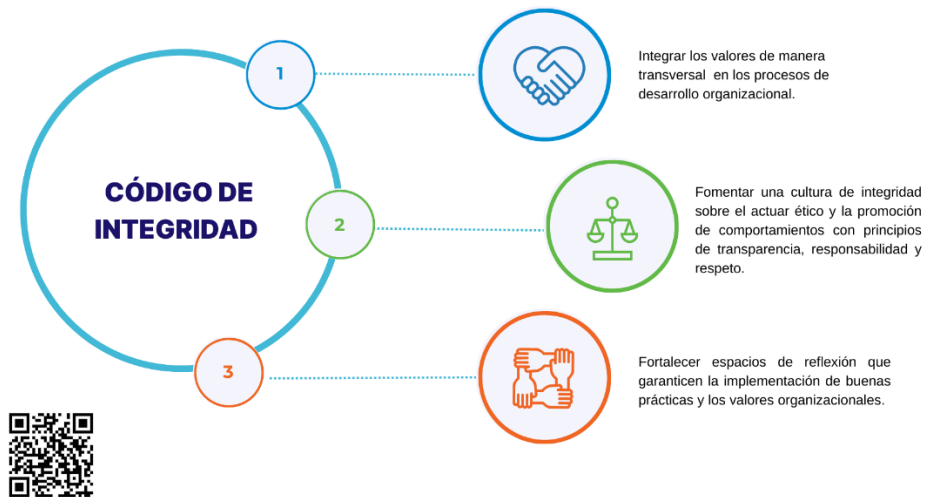 CÓDIGO DE
INTEGRIDAD
1
Integrar los valores de manera
transversal en los procesos de
desarrollo organizacional.
2
Fomentar una cultura de integridad
sobre el actuar ético y la promoción
de comportamientos con principios
de transparencia, responsabilidad y
respeto.
3
Fortalecer espacios de reflexión que
garanticen la implementación de buenas
prácticas y los valores organizacionales.